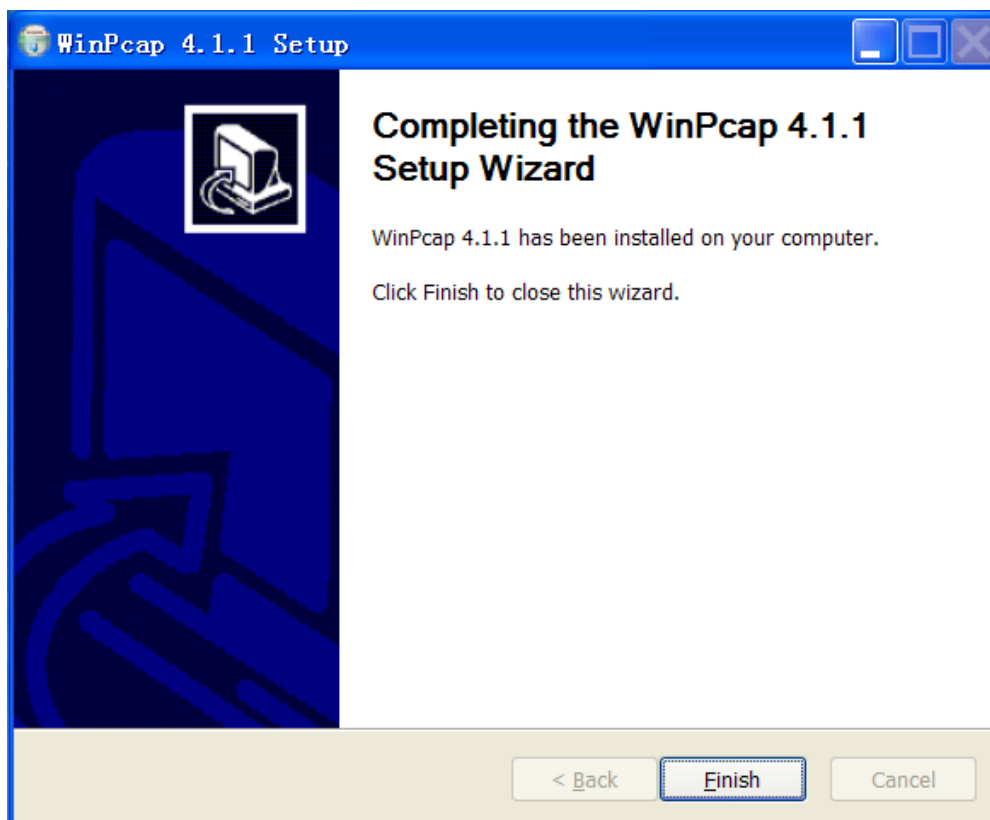 WinPcap 4.1.1 Setup
Completing the WinPcap 4.1.1
Setup Wizard
WinPcap 4.1.1 has been installed on your computer.
Click Finish to close this wizard.
< Back
Finish
Cancel